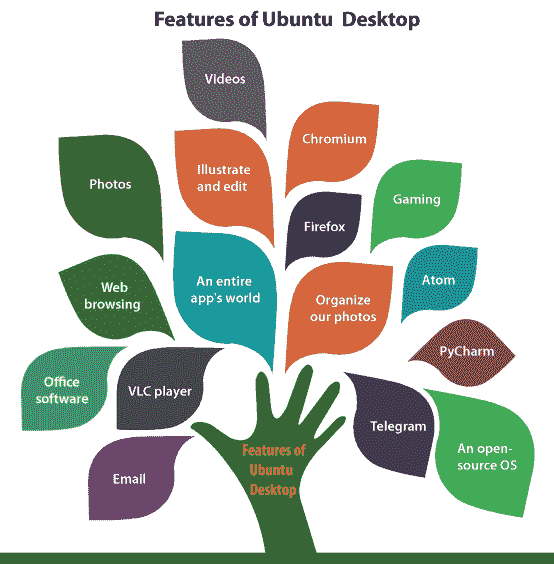 Features of Ubuntu Desktop
VIdeos
Chromium
Photos
Illustrate
and edit
Gaming
Firefox
Web
browsing
An entire
app's world
Organize
our photos
Atom
PyCharm
Office
software
VLC player
Telegram
Email
Features of
Ubuntu
Desktop
An open-
source OS